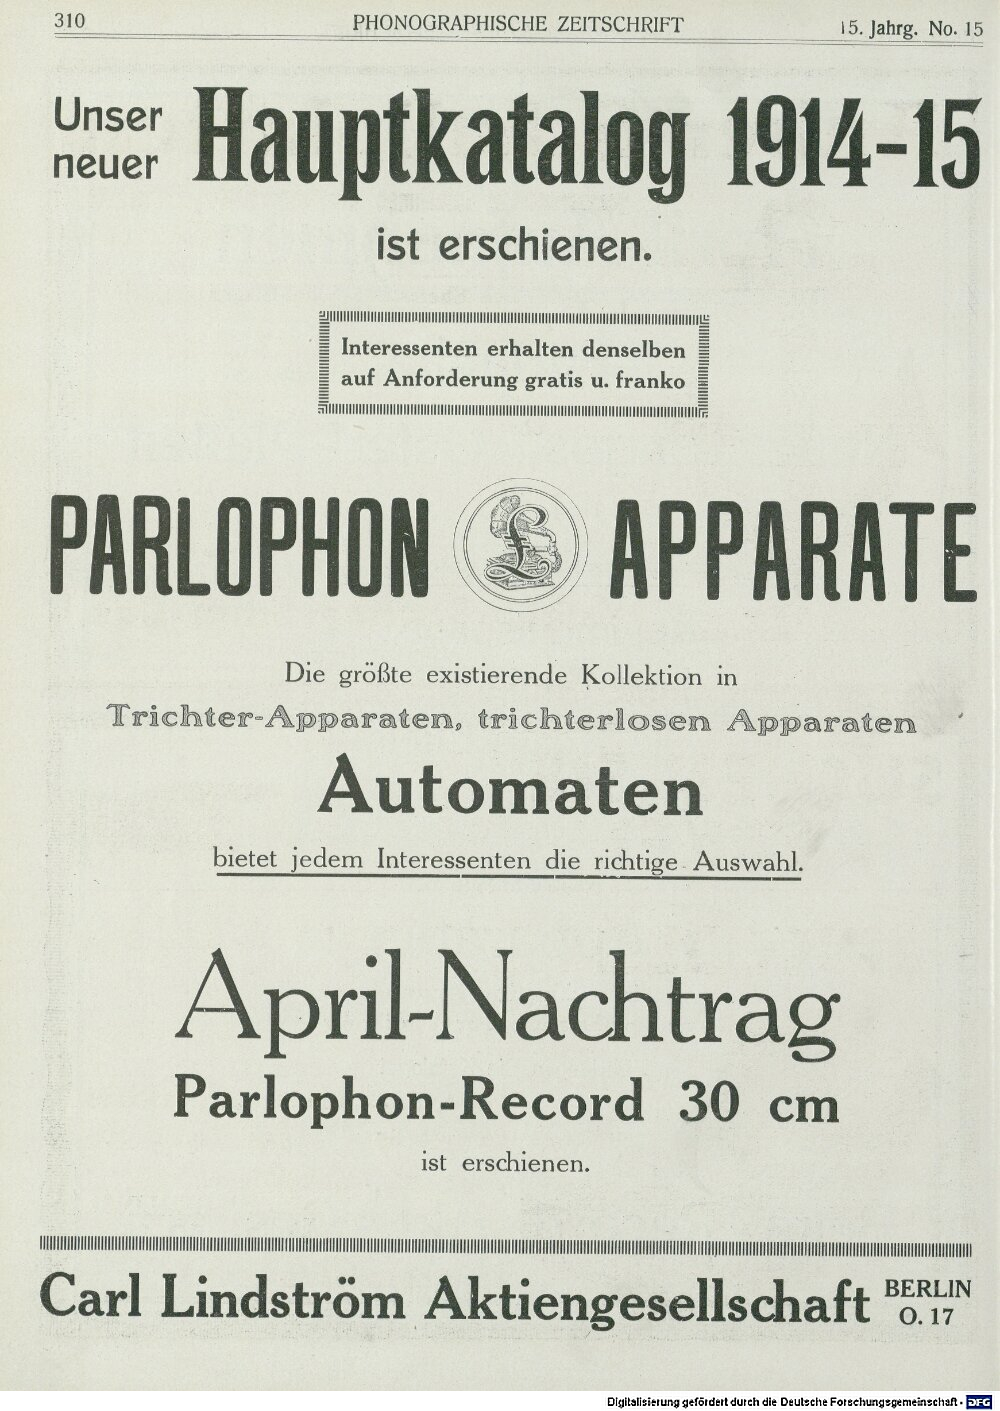 310
PHONOGRAPHISCHE ZEITSCHRIFT
15. Jahrg. No. 15
Unser neuer Hauptkatalog 1914-15
ist erschienen.
Interessenten erhalten denselben
auf Anforderung gratis u. franko
PARLOPHON £ APPARATE
Die größte existierende Kollektion in
Trichter-Apparaten, trichterlosen Apparaten
Automaten
bietet jedem Interessenten die richtige Auswahl.
April-Nachtrag
Parlophon-Record 30 cm
ist erschienen.
Carl Lindström Aktiengesellschaft BERLIN O. 17
Digitalisierung gefördert durch die Deutsche Forschungsgemeinschaft - DFG